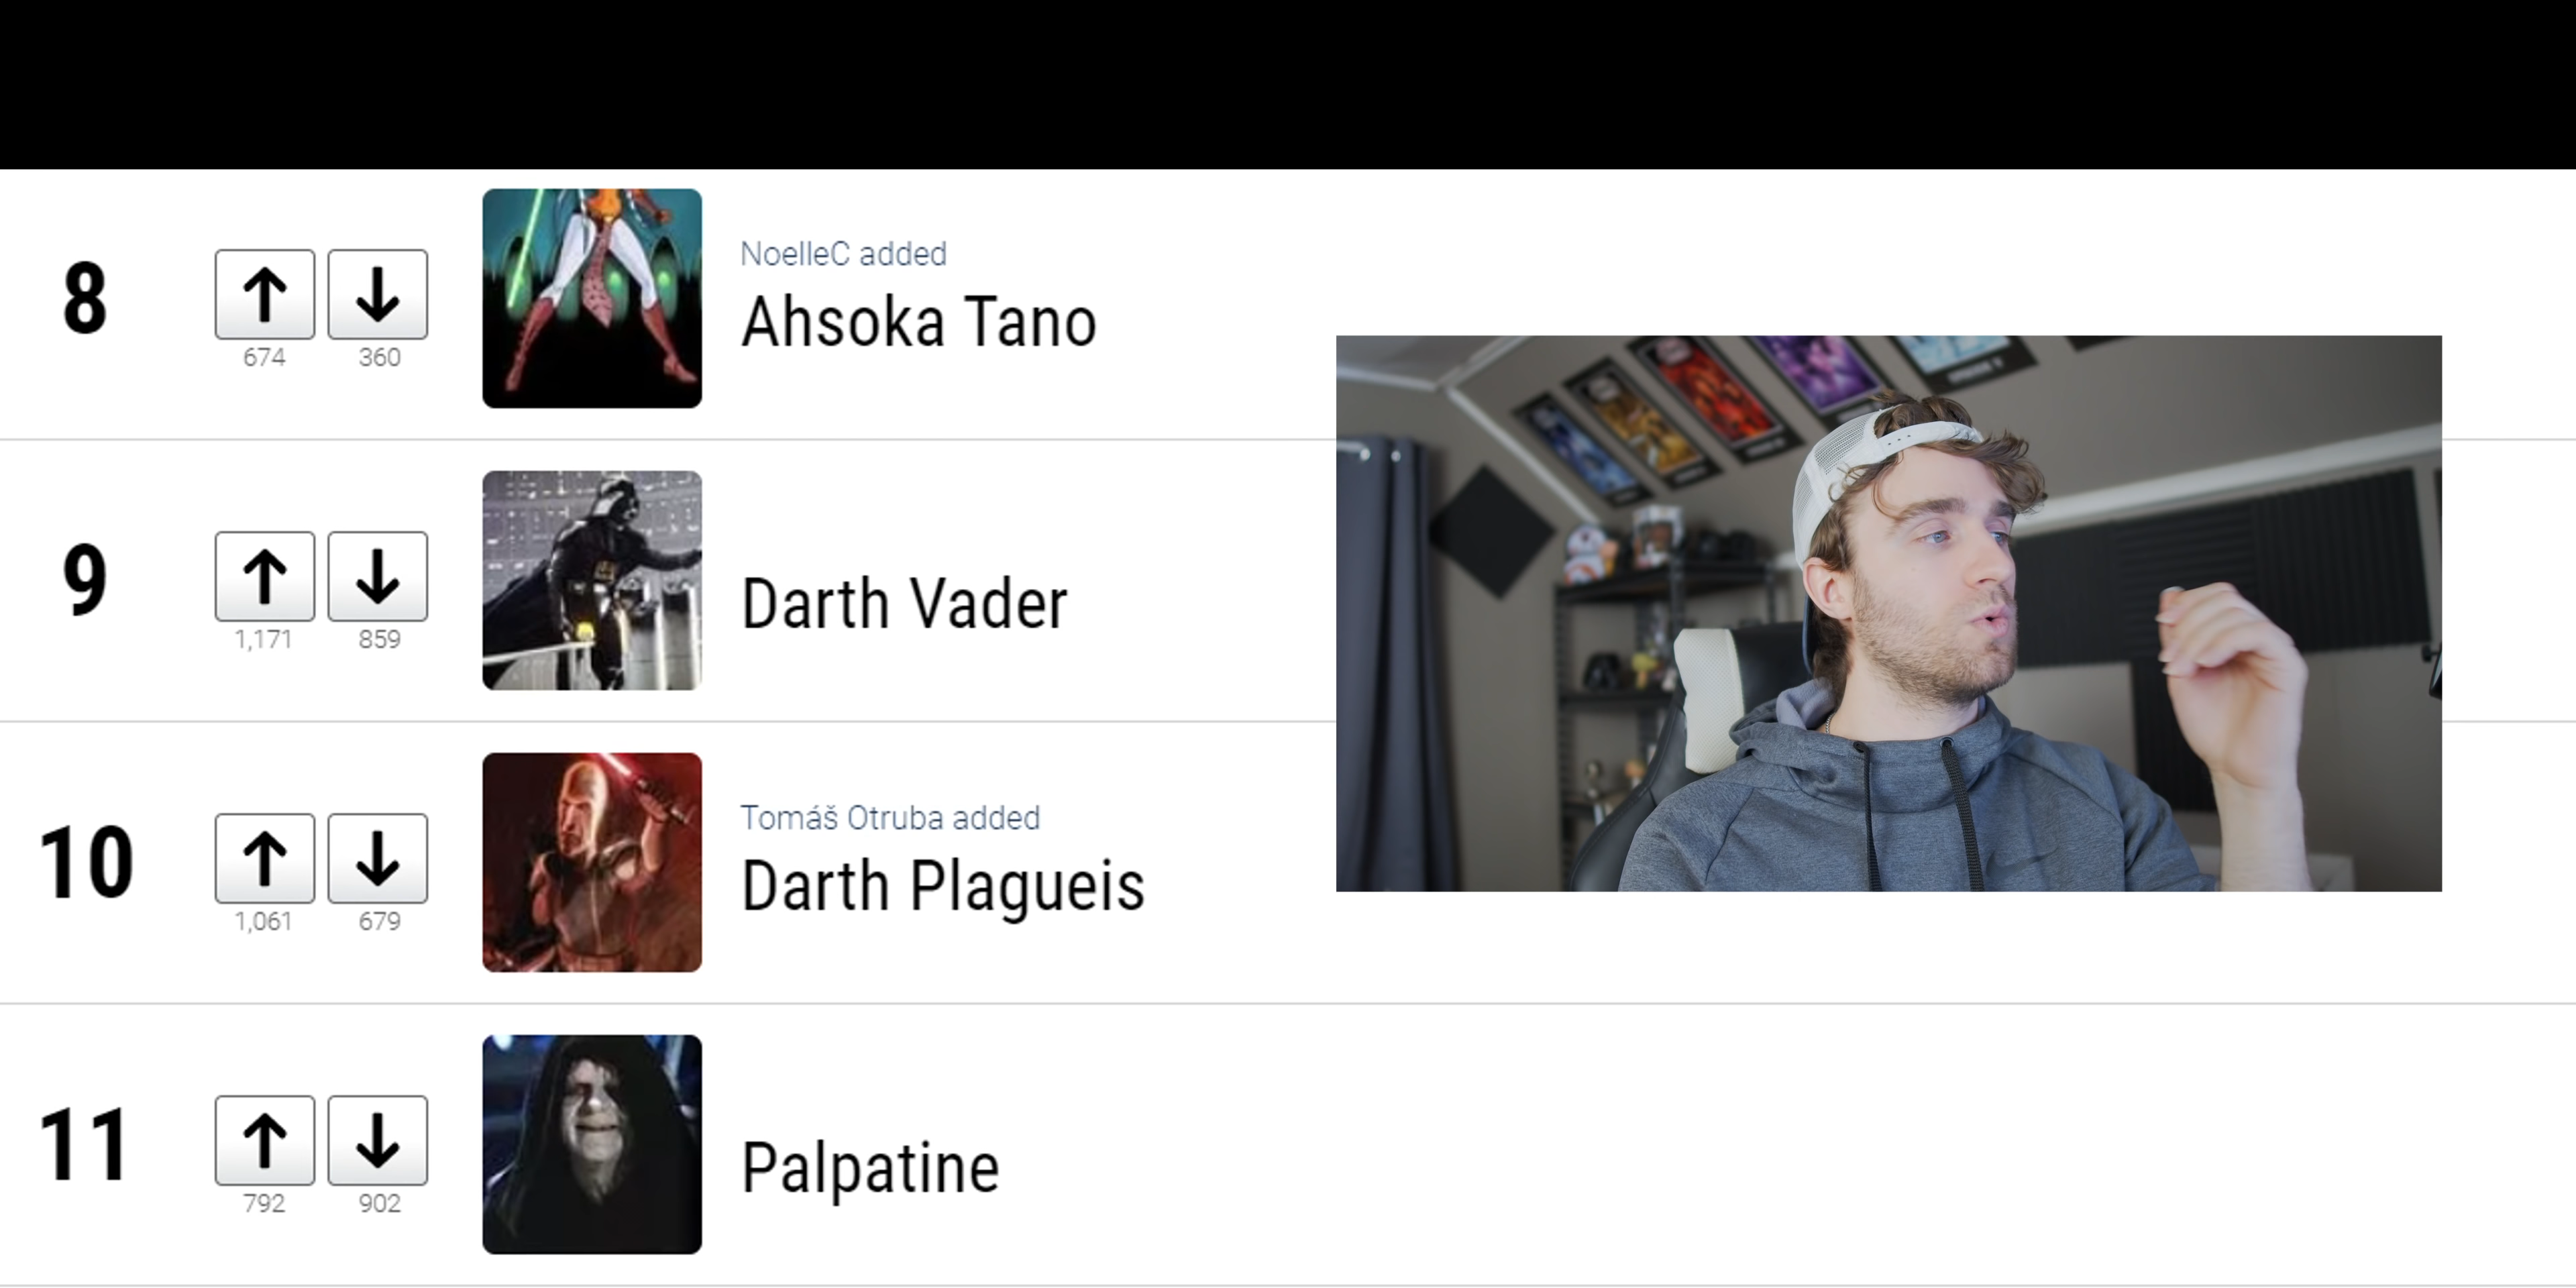 8
674
360
NoelleC added
Ahsoka Tano
9
1,171
859
Darth Vader
10
1,061
679
Tomáš Otruba added
Darth Plagueis
11
792
902
Palpatine